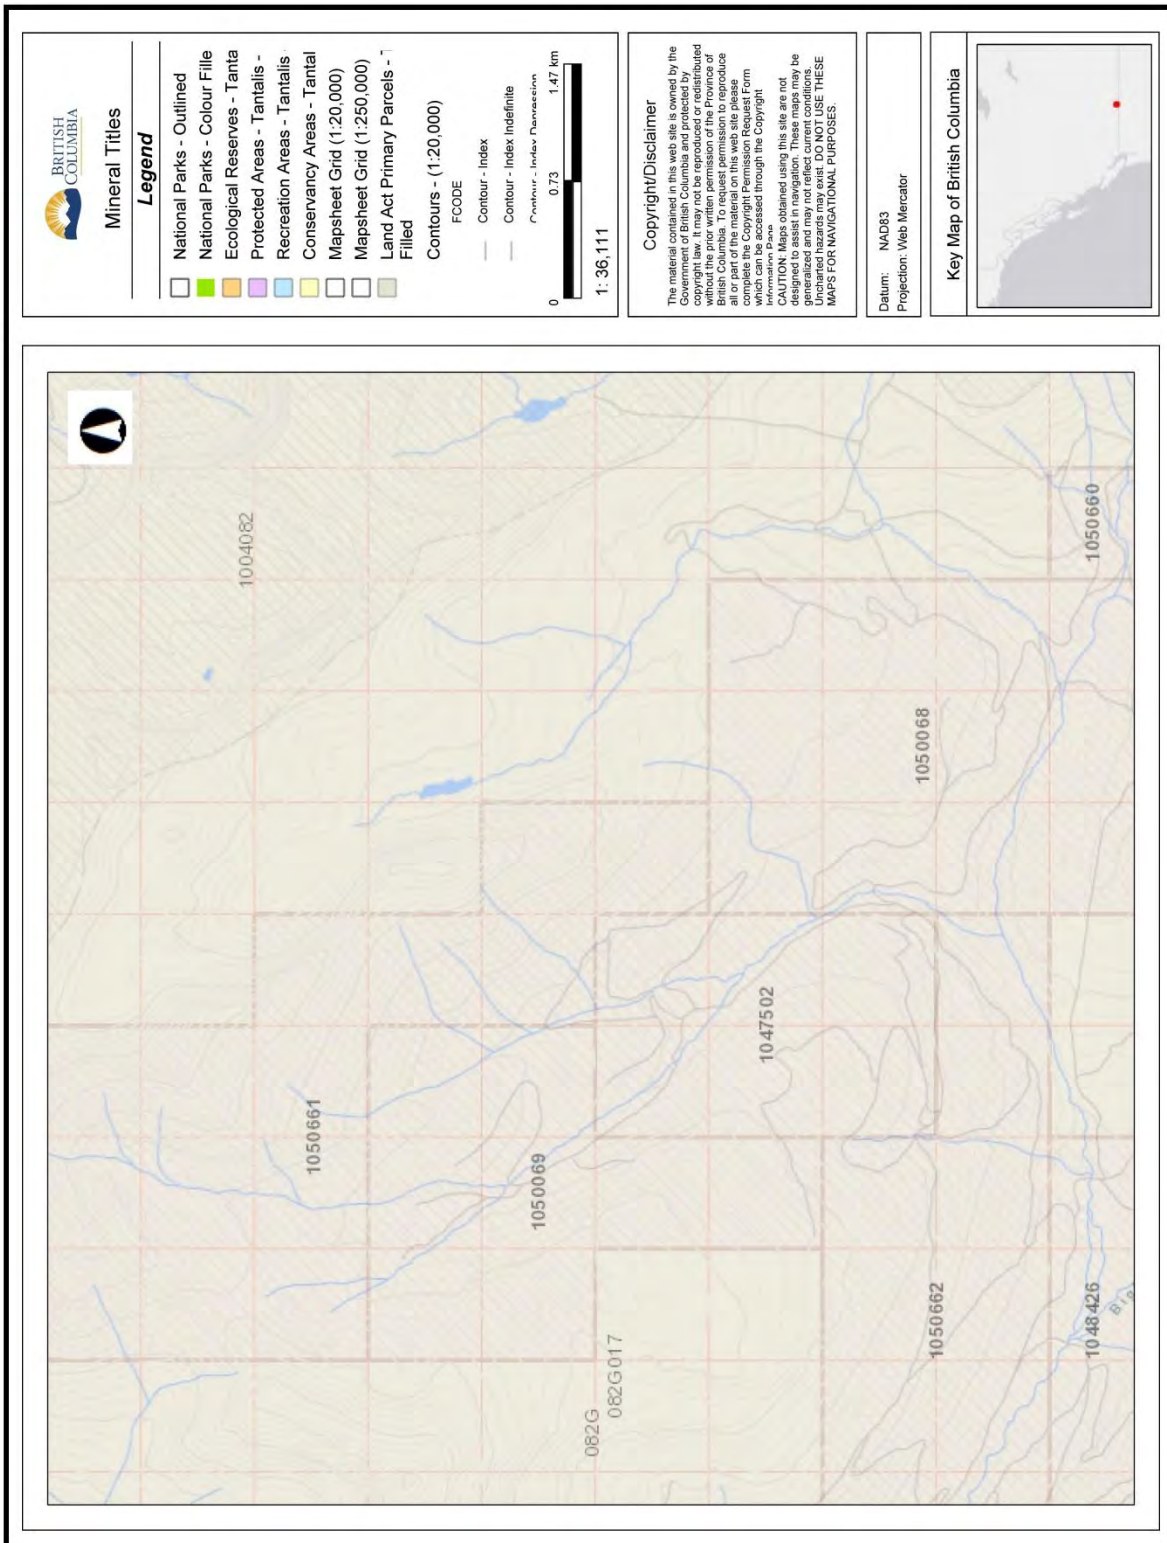 BRITISH
COLUMBIA
Mineral Titles
Legend
National Parks - Outlined
National Parks - Colour Fille
Ecological Reserves - Tanta
Protected Areas - Tantalis -
Recreation Areas - Tantalis
Conservancy Areas - Tantal
Mapsheet Grid (1:20,000)
Mapsheet Grid (1:250,000)
Land Act Primary Parcels -
Filled
Contours - (1:20,000)
FCODE
Contour - Index
Contour - Index Indefinite
Contour - Index Depression
0 0.73 1.47 km
1: 36,111
Copyright/Disclaimer
The material contained in this web site is owned by the
Government of British Columbia and protected by
copyright law. It may not be reproduced or redistributed
without the prior written permission of the Province of
British Columbia. To request permission to reproduce
all or part of the material on this web site please
complete the Copyright Permission Request Form
which can be accessed through the Copyright
Information Page
CAUTION: Maps obtained using this site are not
designed to assist in navigation. These maps may be
generalized and may not reflect current conditions.
Uncharted hazards may exist. DO NOT USE THESE
MAPS FOR NAVIGATIONAL PURPOSES.
Datum: NAD83
Projection: Web Mercator
Key Map of British Columbia
1004082
1050661
1050069
082G
082G017
1047502
1050068
1050662
1048426
1050660
Big